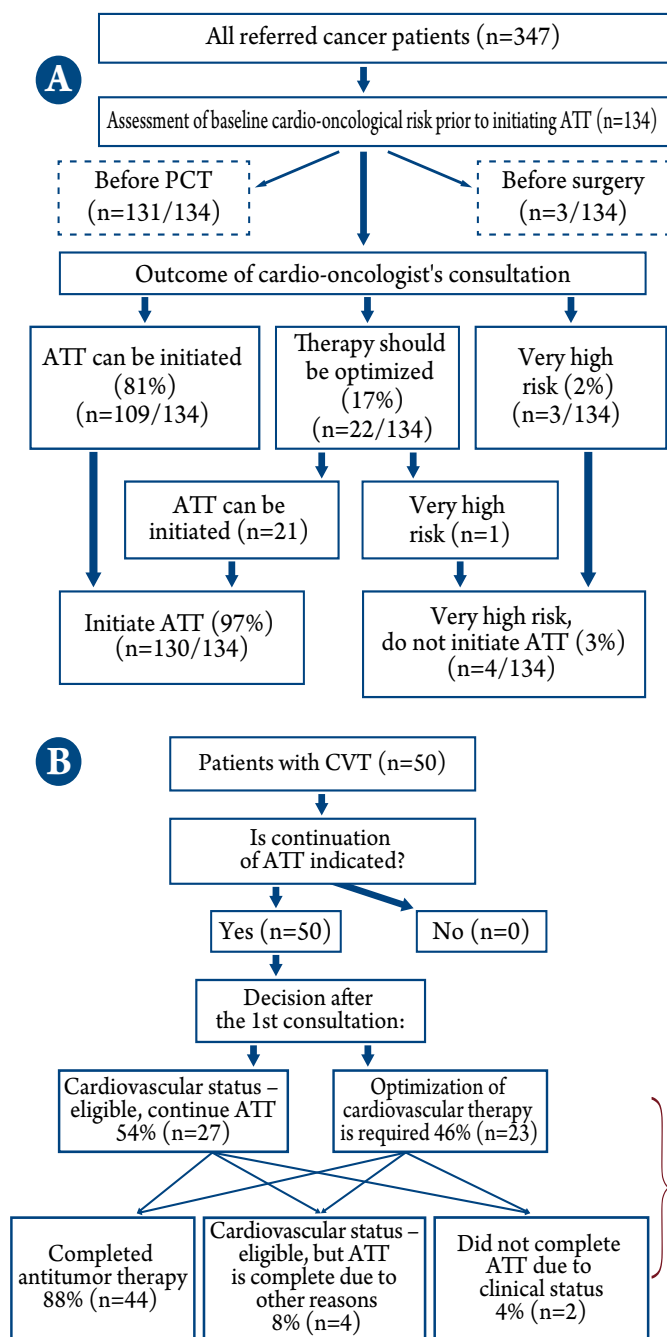 All referred cancer patients (n=347)
A
Assessment of baseline cardio-oncological risk prior to initiating ATT (n=134)
Before PCT
(n=131/134)
Before surgery
(n=3/134)
Outcome of cardio-oncologist's consultation
ATT can be initiated
(81%)
(n=109/134)
Therapy should
be optimized
(17%)
(n=22/134)
Very high
risk (2%)
(n=3/134)
ATT can be
initiated (n=21)
Very high
risk (n=1)
Initiate ATT (97%)
(n=130/134)
Very high risk,
do not initiate ATT (3%)
(n=4/134)
B
Patients with CVT (n=50)
Is continuation
of ATT indicated?
Yes (n=50)
No (n=0)
Decision after
the 1st consultation:
Cardiovascular status –
eligible, continue ATT
54% (n=27)
Optimization of
cardiovascular therapy
is required 46% (n=23)
Completed
antitumor therapy
88% (n=44)
Cardiovascular status –
eligible, but ATT
is complete due to
other reasons
8% (n=4)
Did not complete
ATT due to
clinical status
4% (n=2)